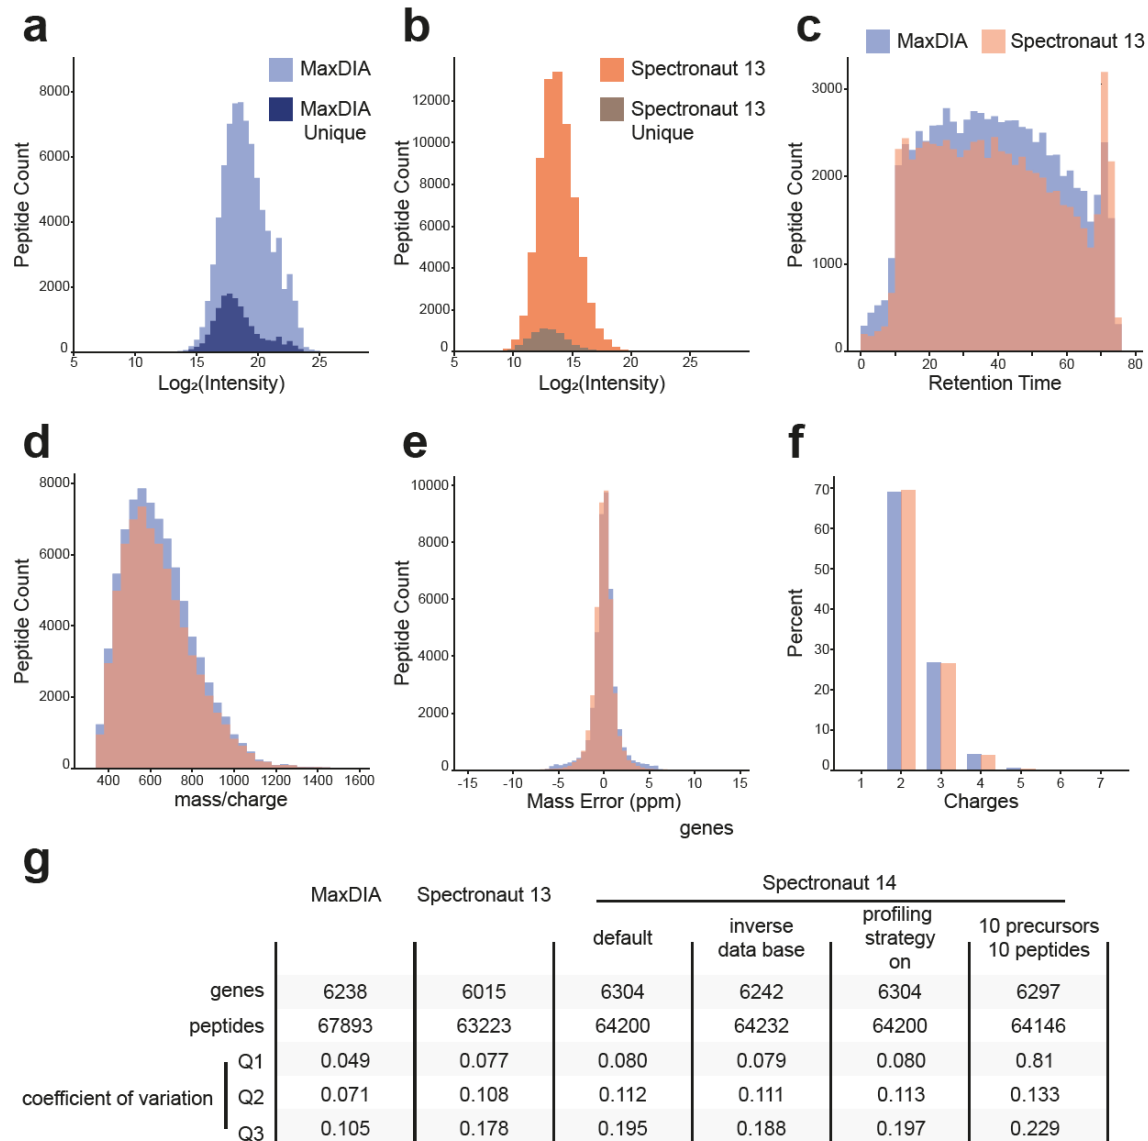 a
MaxDIA
MaxDIA
Unique
8000
6000
4000
2000
0
5 10 15 20 25
Peptide Count
Log₂(Intensity)
b
Spectronaut 13
Spectronaut 13
Unique
12000
10000
8000
6000
4000
2000
0
5 10 15 20 25
Peptide Count
Log₂(Intensity)
c
MaxDIA Spectronaut 13
3000
2000
1000
0
0 20 40 60 80
Peptide Count
Retention Time
d
8000
6000
4000
2000
0
400 600 800 1000 1200 1400 1600
Peptide Count
mass/charge
e
10000
8000
6000
4000
2000
0
-15 -10 -5 0 5 10 15
Peptide Count
Mass Error (ppm)
genes
f
70
60
50
40
30
20
10
0
1 2 3 4 5 6 7
Percent
Charges
g
Spectronaut 14
MaxDIA Spectronaut 13
default
inverse
data base
profiling
strategy
on
10 precursors
10 peptides
genes 6238 6015 6304 6242 6304 6297
peptides 67893 63223 64200 64232 64200 64146
coefficient of variation
Q1 0.049 0.077 0.080 0.079 0.080 0.81
Q2 0.071 0.108 0.112 0.111 0.113 0.133
Q3 0.105 0.178 0.195 0.188 0.197 0.229